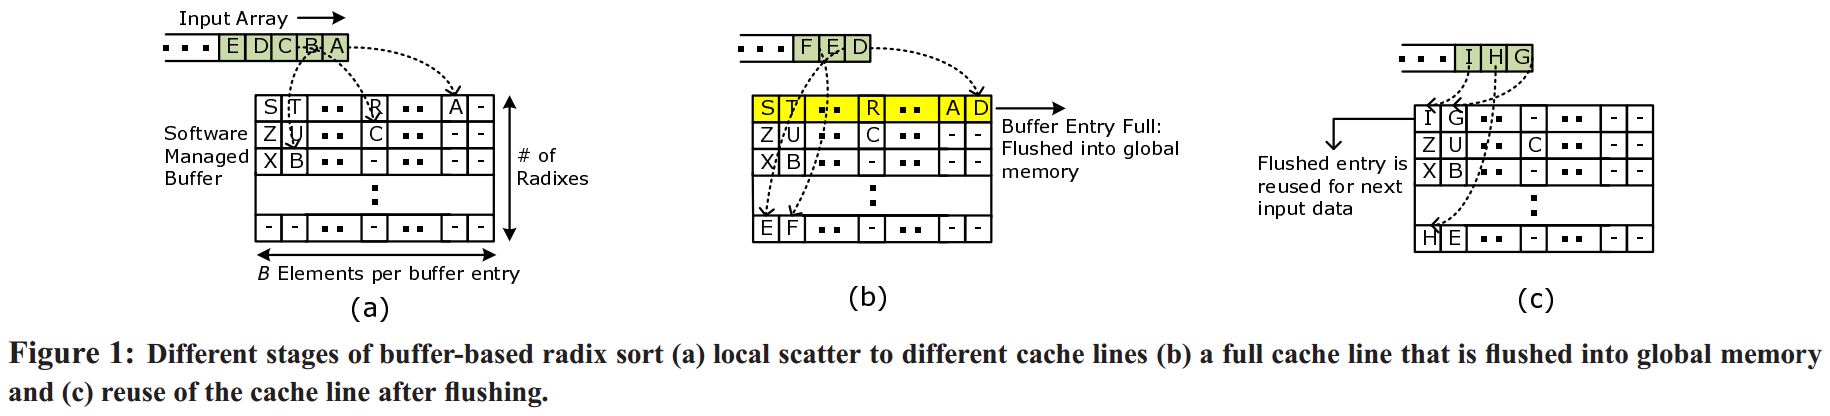 Input Array
▪ ▪ ▪ E D C B A
S T ▪▪ R ▪▪ A -
Z U ▪▪ C ▪▪ - -
X B ▪▪ - ▪▪ - -
- - ▪▪ - ▪▪ - -
Software
Managed
Buffer
# of
Radixes
B Elements per buffer entry
(a)
▪ ▪ ▪ F E D
S T ▪▪ R ▪▪ A D
Z U ▪▪ C ▪▪ - -
X B ▪▪ - ▪▪ - -
E F ▪▪ - ▪▪ - -
Buffer Entry Full:
Flushed into global
memory
(b)
▪ ▪ ▪ I H G
I G ▪▪ - ▪▪ - -
Z U ▪▪ C ▪▪ - -
X B ▪▪ - ▪▪ - -
H E ▪▪ - ▪▪ - -
Flushed entry is
reused for next
input data
(c)
Figure 1: Different stages of buffer-based radix sort (a) local scatter to different cache lines (b) a full cache line that is flushed into global memory
and (c) reuse of the cache line after flushing.